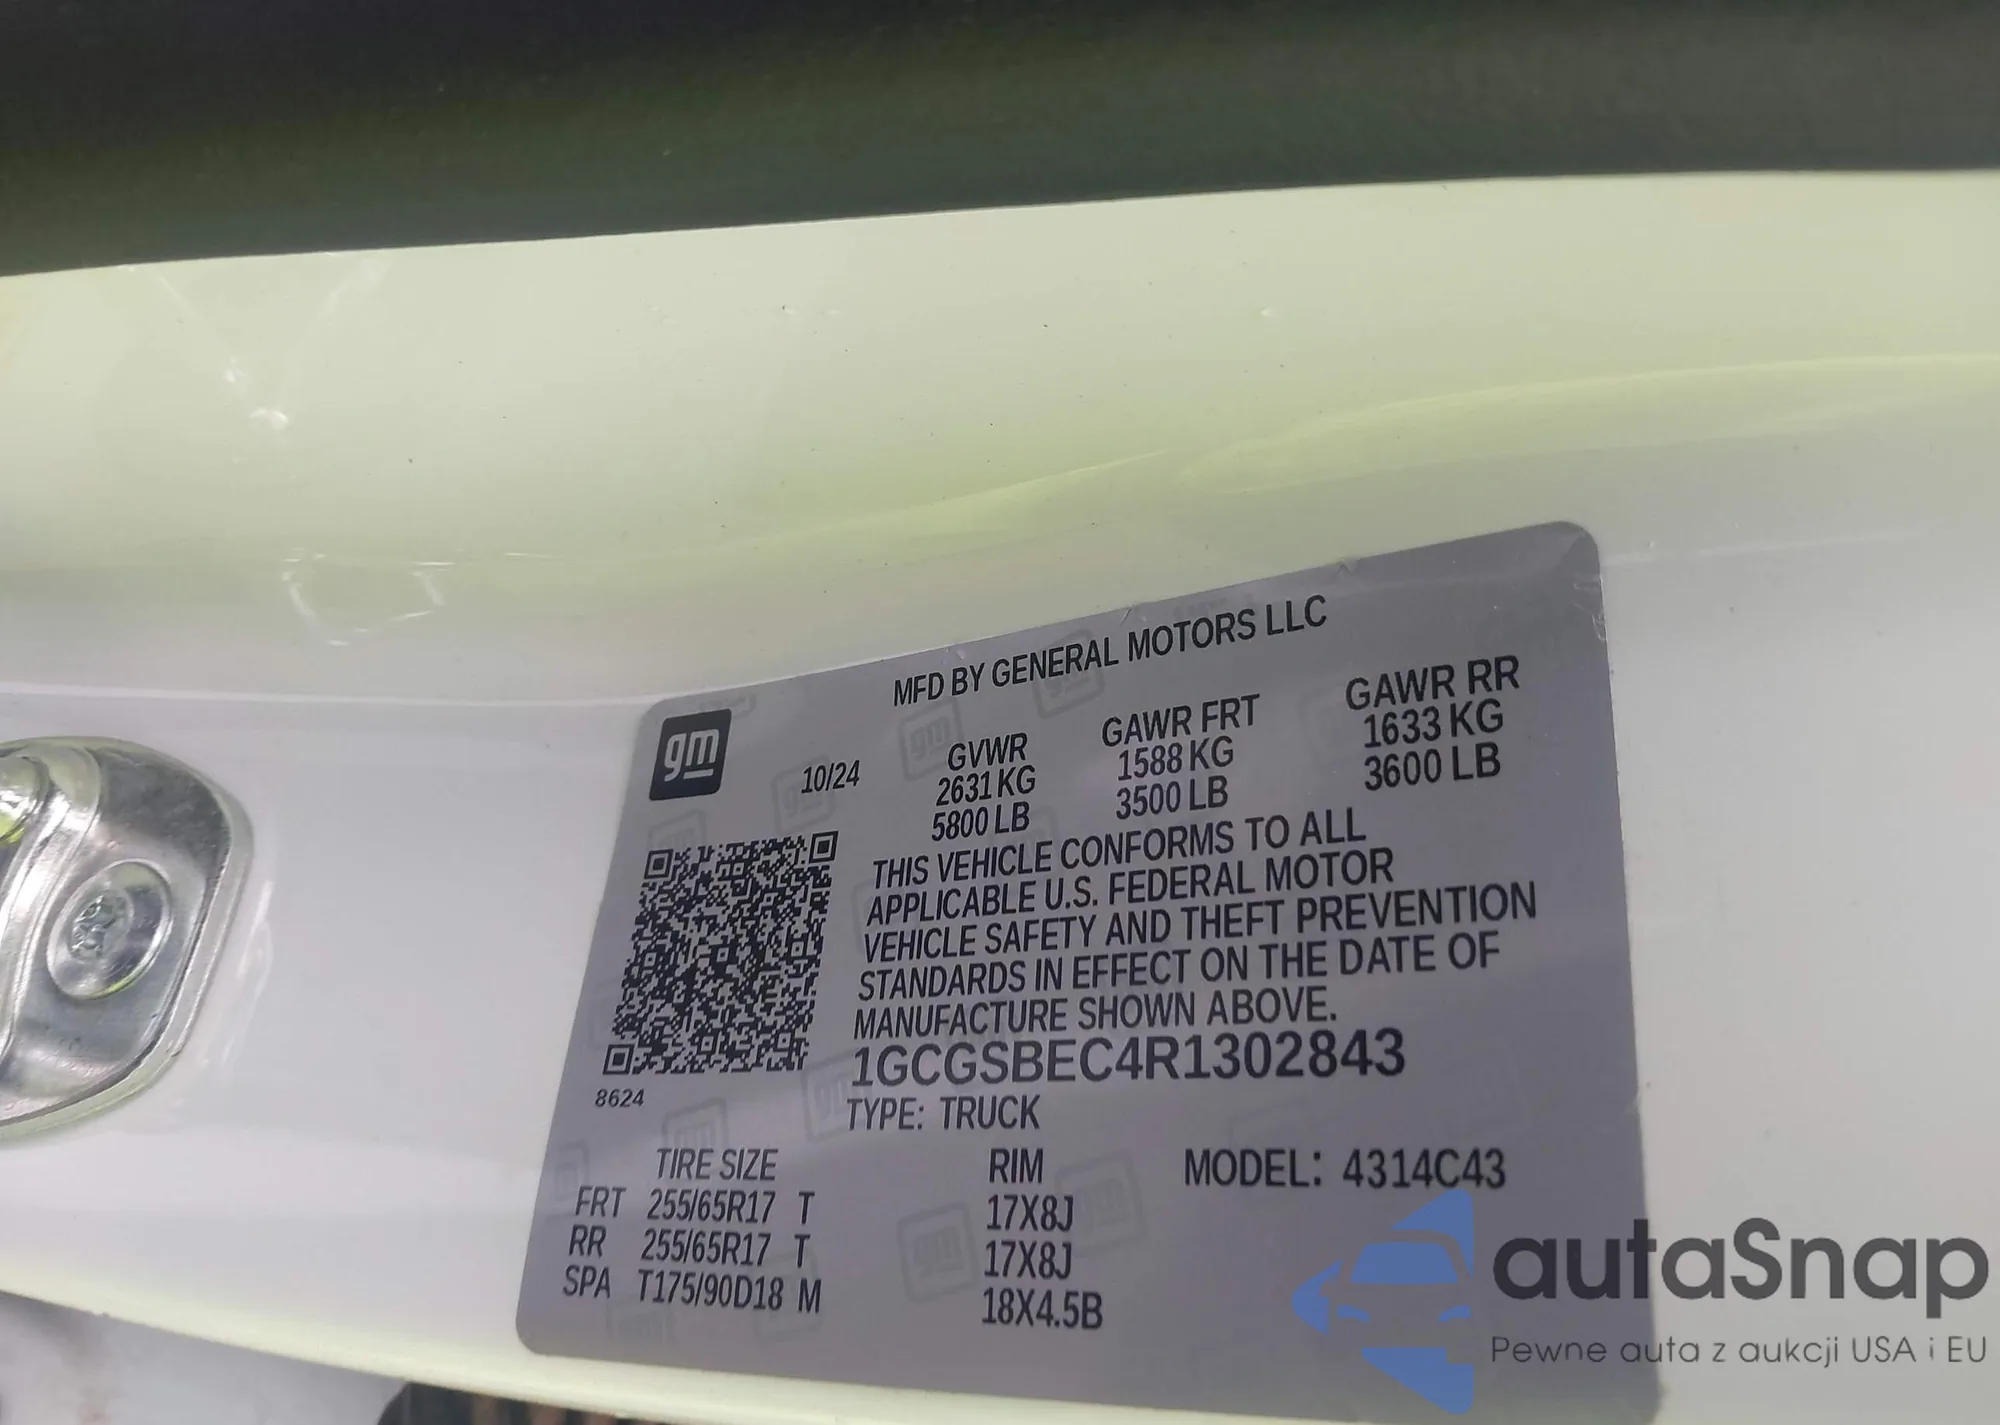 MFD BY GENERAL MOTORS LLC
gm
10/24
GVWR
2631 KG
5800 LB
GAWR FRT
1588 KG
3500 LB
GAWR RR
1633 KG
3600 LB
THIS VEHICLE CONFORMS TO ALL
APPLICABLE U.S. FEDERAL MOTOR
VEHICLE SAFETY AND THEFT PREVENTION
STANDARDS IN EFFECT ON THE DATE OF
MANUFACTURE SHOWN ABOVE.
1GCGSBEC4R1302843
8624
TYPE: TRUCK
TIRE SIZE RIM MODEL: 4314C43
FRT 255/65R17 T 17X8J
RR 255/65R17 T 17X8J
SPA T175/90D18 M 18X4.5B
autaSnap
Pewne auta z aukcji USA i EU